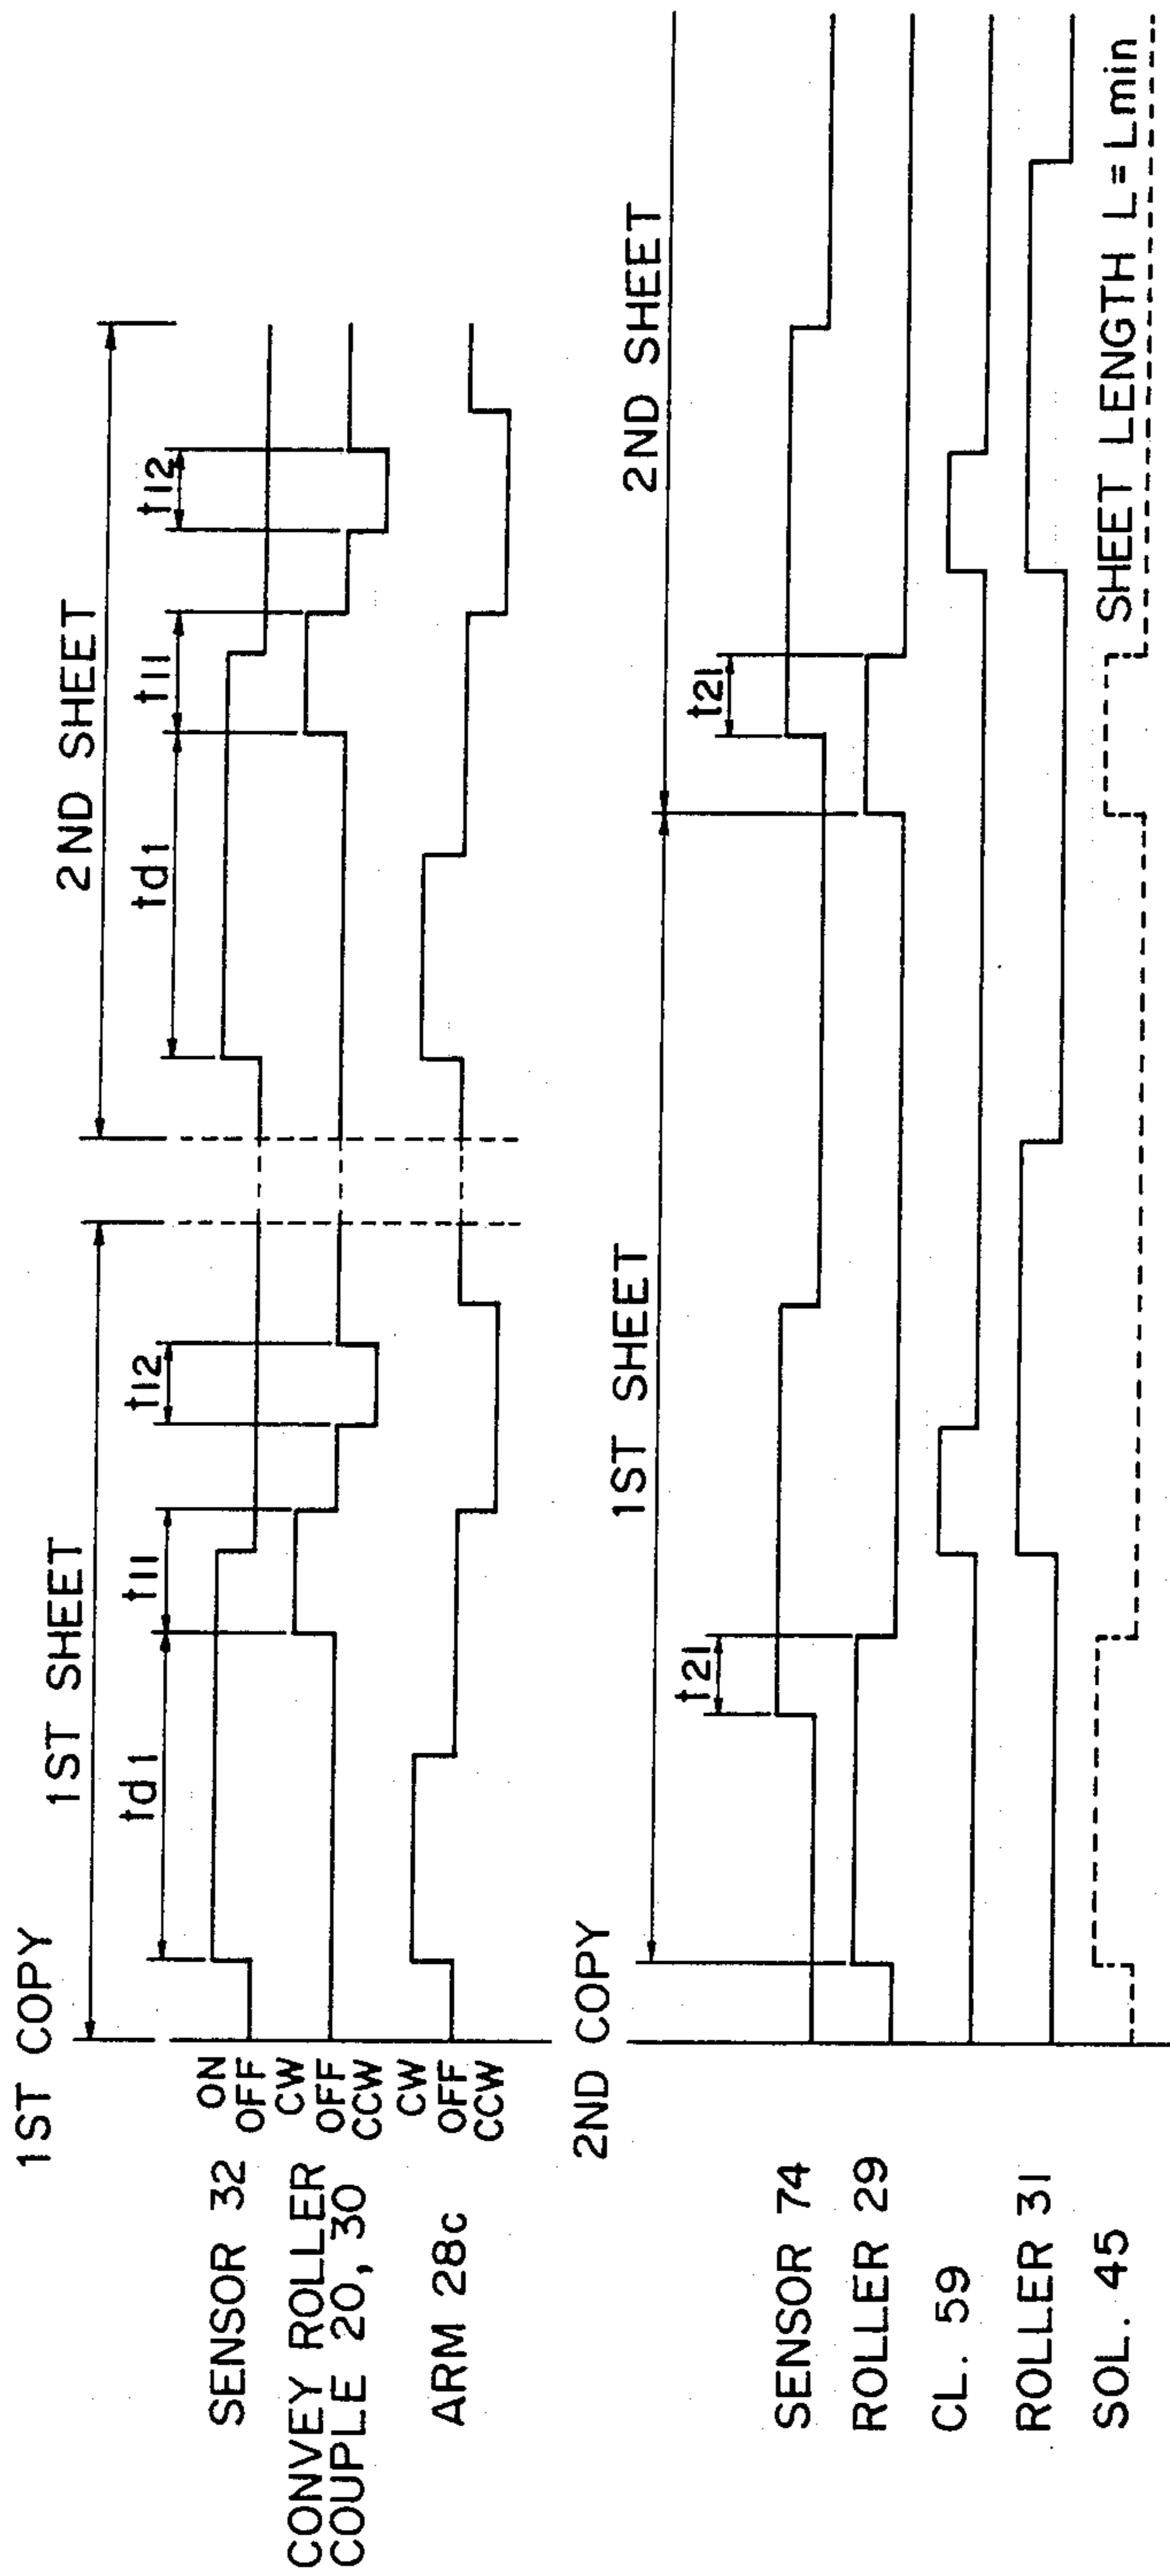 1ST COPY
1ST SHEET
2ND SHEET
td1
t11
t12
td1
t11
t12
SENSOR 32
ON
OFF
CONVEY ROLLER
COUPLE 20, 30
CW
OFF
CCW
ARM 28c
CW
OFF
CCW
2ND COPY
1ST SHEET
2ND SHEET
t21
t21
SENSOR 74
ROLLER 29
CL. 59
ROLLER 31
SOL. 45
SHEET LENGTH L = Lmin